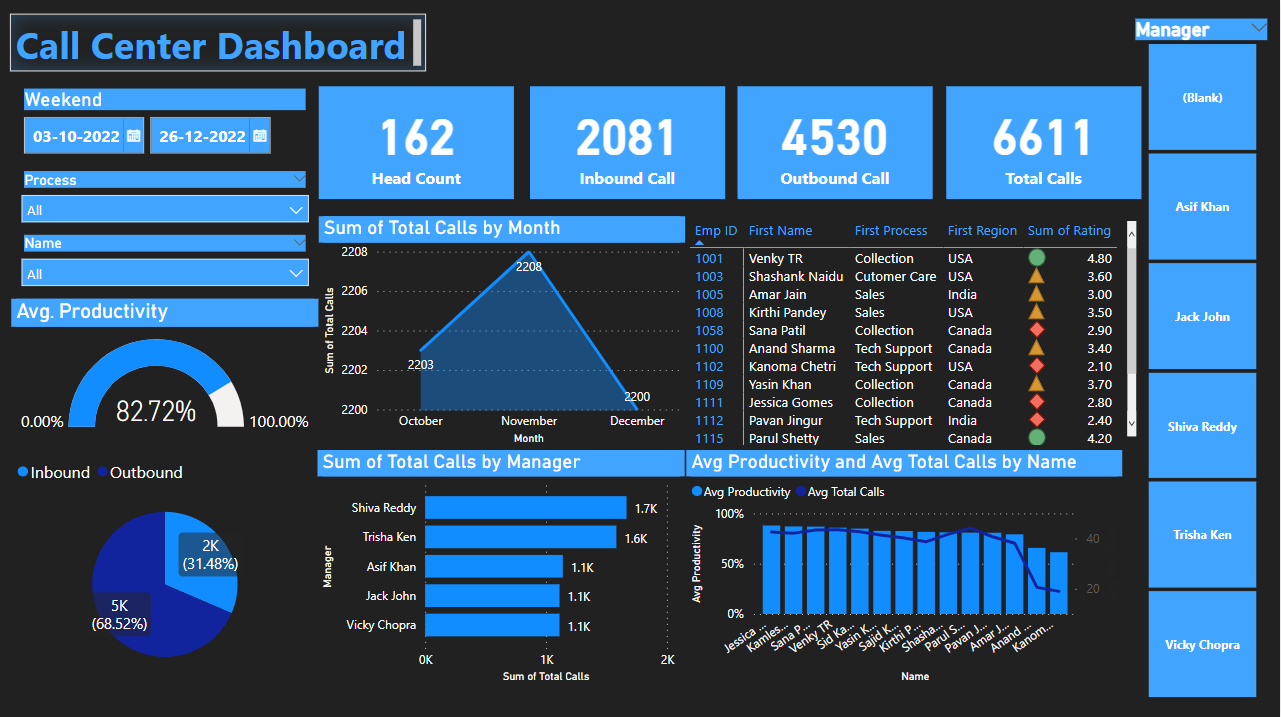 Call Center Dashboard
Manager
(Blank)
Asif Khan
Jack John
Shiva Reddy
Trisha Ken
Vicky Chopra
Weekend
03-10-2022 26-12-2022
Process
All
Name
All
162
Head Count
2081
Inbound Call
4530
Outbound Call
6611
Total Calls
Avg. Productivity
82.72%
0.00% 100.00%
Sum of Total Calls by Month
Sum of Total Calls
2208
2206
2204
2202
2200
2203
2208
2200
October November December
Month
Emp ID First Name First Process First Region Sum of Rating
1001 Venky TR Collection USA 4.80
1003 Shashank Naidu Cutomer Care USA 3.60
1005 Amar Jain Sales India 3.00
1008 Kirthi Pandey Sales USA 3.50
1058 Sana Patil Collection Canada 2.90
1100 Anand Sharma Tech Support Canada 3.40
1102 Kanoma Chetri Tech Support USA 2.10
1109 Yasin Khan Collection Canada 3.70
1111 Jessica Gomes Collection Canada 2.80
1112 Pavan Jingur Tech Support India 2.40
1115 Parul Shetty Sales Canada 4.20
Inbound Outbound
2K
(31.48%)
5K
(68.52%)
Sum of Total Calls by Manager
Manager
Shiva Reddy 1.7K
Trisha Ken 1.6K
Asif Khan 1.1K
Jack John 1.1K
Vicky Chopra 1.1K
0K 1K 2K
Sum of Total Calls
Avg Productivity and Avg Total Calls by Name
Avg Productivity Avg Total Calls
Avg Productivity
100%
50%
0%
40
20
Jessica ...
Kamles...
Sana P...
Venky TR
Sid Ka...
Yasin K...
Sajid K...
Kirthi P...
Shasha...
Parul S...
Pavan J...
Amar J...
Anand ...
Kanom...
Name